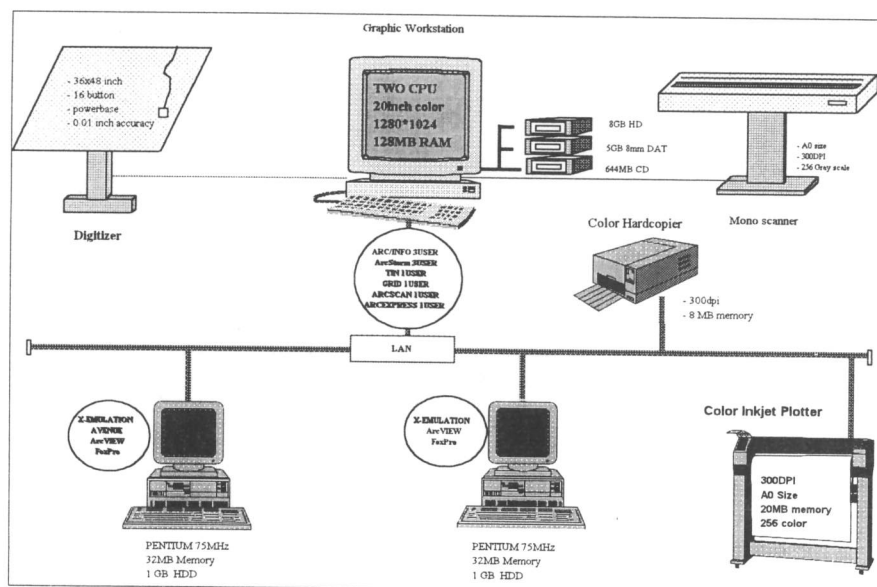 Graphic Workstation
- 36x48 inch
- 16 button
- powerbase
- 0.01 inch accuracy
Digitizer
TWO CPU
20inch color
1280*1024
128MB RAM
8GB HD
5GB 8mm DAT
644MB CD
- A0 size
- 300DPI
- 256 Gray scale
Mono scanner
ARC/INFO 3USER
ArcStorm 3USER
TIN 1USER
GRID 1USER
ARCSCAN 1USER
ARCEXPRESS 1USER
Color Hardcopier
- 300dpi
- 8 MB memory
LAN
X-EMULATION
AVENUE
ArcVIEW
FoxPro
PENTIUM 75MHz
32MB Memory
1 GB HDD
X-EMULATION
ArcVIEW
FoxPro
PENTIUM 75MHz
32MB Memory
1 GB HDD
Color Inkjet Plotter
300DPI
A0 Size
20MB memory
256 color